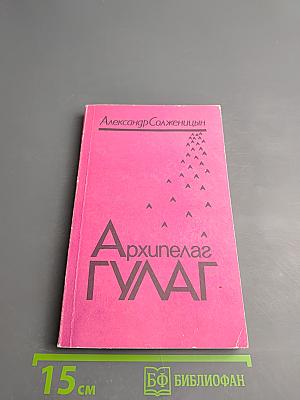 Александр Солженицын
Архипелаг
ГУЛАГ
15 см
БФ БИБЛИОФАН